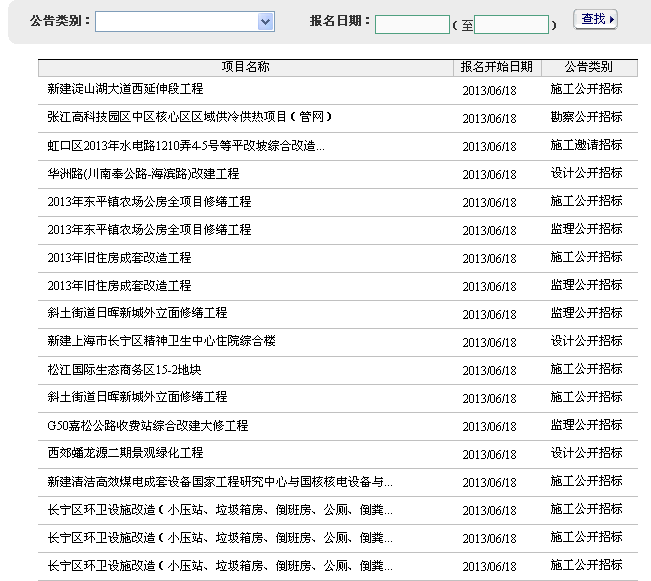 公告类别： 报名日期： （至 ） 查找
项目名称 报名开始日期 公告类别
新建淀山湖大道西延伸段工程 2013/06/18 施工公开招标
张江高科技园区中区核心区区域供冷供热项目（管网） 2013/06/18 勘察公开招标
虹口区2013年水电路1210弄4-5号等平改坡综合改造... 2013/06/18 施工邀请招标
华洲路(川南奉公路-海滨路)改建工程 2013/06/18 设计公开招标
2013年东平镇农场公房全项目修缮工程 2013/06/18 施工公开招标
2013年东平镇农场公房全项目修缮工程 2013/06/18 监理公开招标
2013年旧住房成套改造工程 2013/06/18 施工公开招标
2013年旧住房成套改造工程 2013/06/18 监理公开招标
斜土街道日晖新城外立面修缮工程 2013/06/18 监理公开招标
新建上海市长宁区精神卫生中心住院综合楼 2013/06/18 设计公开招标
松江国际生态商务区15-2地块 2013/06/18 施工公开招标
斜土街道日晖新城外立面修缮工程 2013/06/18 施工公开招标
G50嘉松公路收费站综合改建大修工程 2013/06/18 监理公开招标
西郊蟠龙源二期景观绿化工程 2013/06/18 设计公开招标
新建清洁高效煤电成套设备国家工程研究中心与国核核电设备与... 2013/06/18 施工公开招标
长宁区环卫设施改造（小压站、垃圾箱房、倒班房、公厕、倒粪... 2013/06/18 施工公开招标
长宁区环卫设施改造（小压站、垃圾箱房、倒班房、公厕、倒粪... 2013/06/18 施工公开招标
长宁区环卫设施改造（小压站、垃圾箱房、倒班房、公厕、倒粪... 2013/06/18 施工公开招标